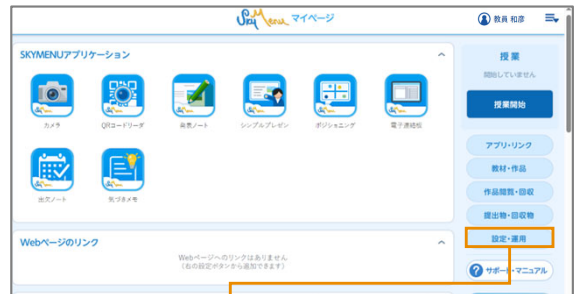 SkyMenu マイページ
教員 和彦
SKYMENUアプリケーション
カメラ
QRコードリーダ
発表ノート
シンプルプレゼン
ポジショニング
電子連絡板
出欠ノート
気づきメモ
Webページのリンク
Webページへのリンクはありません
(右の設定ボタンから追加できます)
授業
開始していません
授業開始
アプリ・リンク
教材・作品
作品閲覧・回収
提出物・回収物
設定・運用
サポート・マニュアル